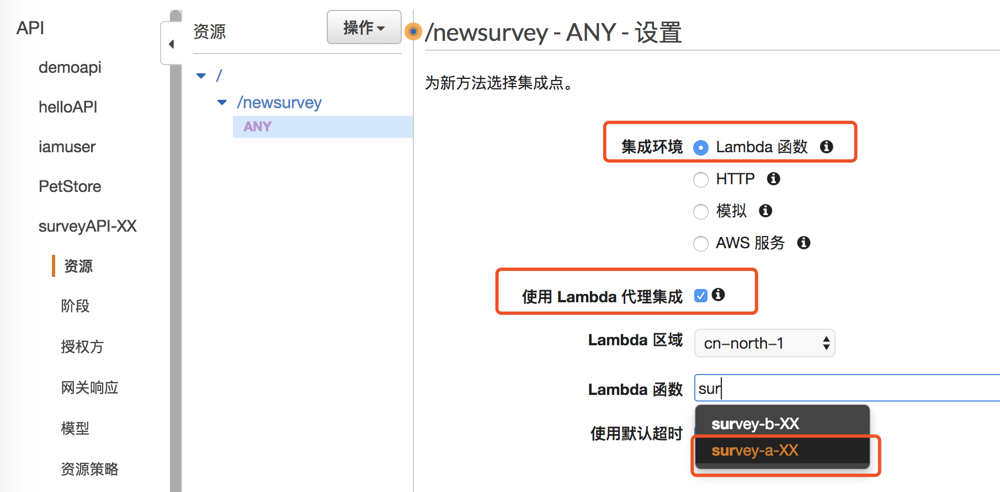 API
demoapi
helloAPI
iamuser
PetStore
surveyAPI-XX
资源
阶段
授权方
网关响应
模型
资源策略
资源
操作
/
/newsurvey
ANY
/newsurvey - ANY - 设置
为新方法选择集成点。
集成环境 Lambda 函数
HTTP
模拟
AWS 服务
使用 Lambda 代理集成
Lambda 区域 cn-north-1
Lambda 函数 sur
survey-b-XX
使用默认超时
survey-a-XX